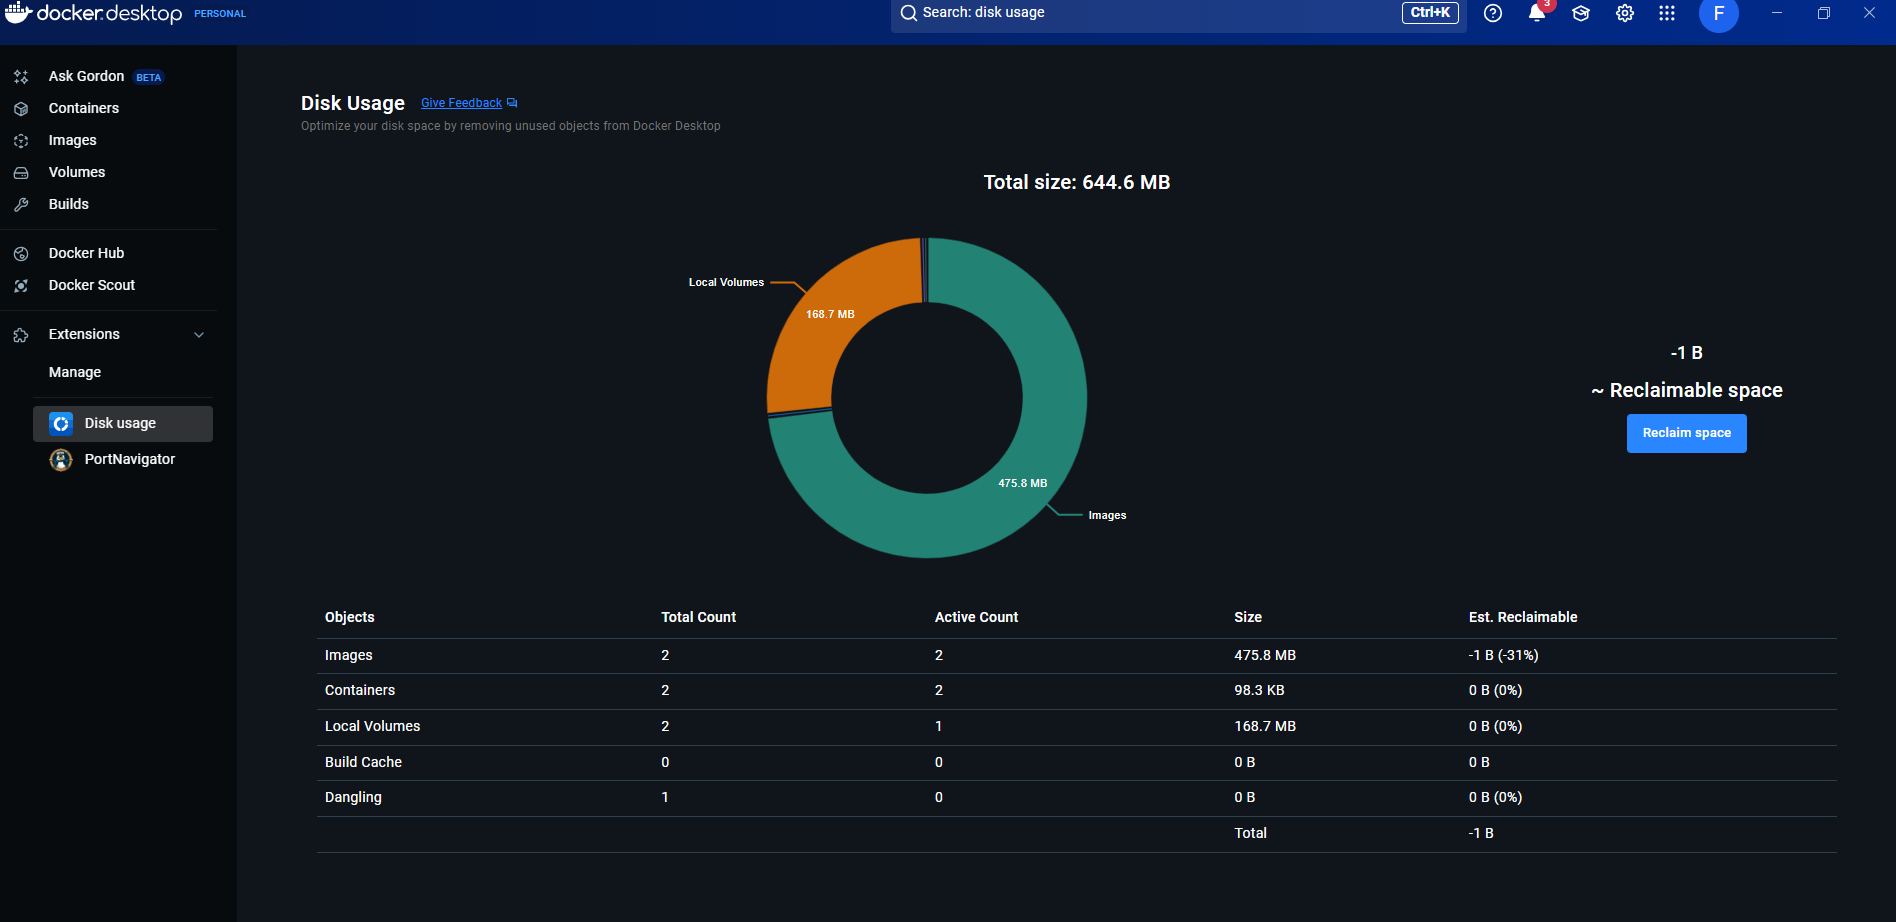 docker.desktop PERSONAL
Search: disk usage Ctrl+K 3 F
Ask Gordon BETA
Containers
Images
Volumes
Builds
Docker Hub
Docker Scout
Extensions
Manage
Disk usage
PortNavigator
Disk Usage Give Feedback
Optimize your disk space by removing unused objects from Docker Desktop
Total size: 644.6 MB
Local Volumes
168.7 MB
475.8 MB
Images
-1 B
~ Reclaimable space
Reclaim space
Objects Total Count Active Count Size Est. Reclaimable
Images 2 2 475.8 MB -1 B (-31%)
Containers 2 2 98.3 KB 0 B (0%)
Local Volumes 2 1 168.7 MB 0 B (0%)
Build Cache 0 0 0 B 0 B
Dangling 1 0 0 B 0 B (0%)
Total -1 B